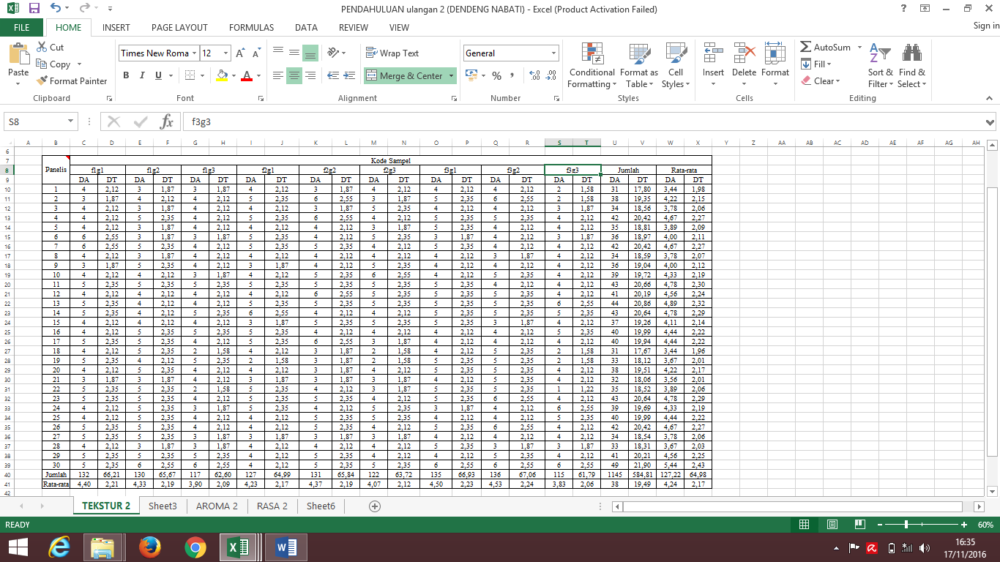 PENDAHULUAN ulangan 2 (DENDENG NABATI) - Excel (Product Activation Failed)
FILE HOME INSERT PAGE LAYOUT FORMULAS DATA REVIEW VIEW Sign in
Cut
Copy
Format Painter
Paste
Clipboard
Times New Roma 12
B I U
Font
Wrap Text
Merge & Center
Alignment
General
Number
Conditional Formatting
Format as Table
Cell Styles
Styles
Insert Delete Format
Cells
AutoSum
Fill
Clear
Sort & Filter
Find & Select
Editing
S8 fx f3g3
A B C D E F G H I J K L M N O P Q R S T U V W X Y Z AA AB AC AD AE AF AG AH
6
7 Panelis Kode Sampel
8 f1g1 f1g2 f1g3 f2g1 f2g2 f2g3 f3g1 f3g2 f3g3 Jumlah Rata-rata
9 DA DT DA DT DA DT DA DT DA DT DA DT DA DT DA DT DA DT DA DT DA DT
10 1 4 2,12 3 1,87 3 1,87 4 2,12 3 1,87 4 2,12 4 2,12 4 2,12 2 1,58 31 17,80 3,44 1,98
11 2 3 1,87 4 2,12 4 2,12 5 2,35 6 2,55 3 1,87 5 2,35 6 2,55 2 1,58 38 19,35 4,22 2,15
12 3 4 2,12 3 1,87 4 2,12 4 2,12 3 1,87 5 2,35 4 2,12 4 2,12 3 1,87 34 18,56 3,78 2,06
13 4 4 2,12 5 2,35 4 2,12 5 2,35 6 2,55 4 2,12 5 2,35 5 2,35 4 2,12 42 20,42 4,67 2,27
14 5 4 2,12 3 1,87 4 2,12 4 2,12 4 2,12 3 1,87 5 2,35 4 2,12 4 2,12 35 18,81 3,89 2,09
15 6 6 2,55 3 1,87 3 1,87 5 2,35 4 2,12 5 2,35 3 1,87 4 2,12 3 1,87 36 18,97 4,00 2,11
16 7 6 2,55 5 2,35 4 2,12 5 2,35 5 2,35 4 2,12 5 2,35 4 2,12 4 2,12 42 20,42 4,67 2,27
17 8 4 2,12 3 1,87 4 2,12 4 2,12 4 2,12 4 2,12 4 2,12 3 1,87 4 2,12 34 18,59 3,78 2,07
18 9 3 1,87 5 2,35 4 2,12 3 1,87 4 2,12 5 2,35 4 2,12 4 2,12 4 2,12 36 19,04 4,00 2,12
19 10 4 2,12 4 2,12 3 1,87 4 2,12 5 2,35 6 2,55 4 2,12 5 2,35 4 2,12 39 19,72 4,33 2,19
20 11 5 2,35 5 2,35 5 2,35 5 2,35 5 2,35 5 2,35 5 2,35 4 2,12 4 2,12 43 20,66 4,78 2,30
21 12 4 2,12 4 2,12 4 2,12 4 2,12 6 2,55 5 2,35 5 2,35 5 2,35 4 2,12 41 20,19 4,56 2,24
22 13 5 2,35 4 2,12 4 2,12 5 2,35 5 2,35 5 2,35 5 2,35 5 2,35 6 2,55 44 20,86 4,89 2,32
23 14 5 2,35 4 2,12 5 2,35 6 2,55 4 2,12 4 2,12 5 2,35 5 2,35 5 2,35 43 20,64 4,78 2,29
24 15 4 2,12 4 2,12 4 2,12 3 1,87 5 2,35 5 2,35 5 2,35 3 1,87 4 2,12 37 19,26 4,11 2,14
25 16 4 2,12 5 2,35 5 2,35 5 2,35 4 2,12 4 2,12 4 2,12 4 2,12 5 2,35 40 19,99 4,44 2,22
26 17 5 2,35 5 2,35 4 2,12 5 2,35 6 2,55 3 1,87 4 2,12 4 2,12 4 2,12 40 19,94 4,44 2,22
27 18 4 2,12 5 2,35 2 1,58 4 2,12 3 1,87 2 1,58 4 2,12 5 2,35 2 1,58 31 17,67 3,44 1,96
28 19 5 2,35 4 2,12 5 2,35 2 1,58 3 1,87 2 1,58 5 2,35 5 2,35 2 1,58 33 18,12 3,67 2,01
29 20 4 2,12 5 2,35 4 2,12 4 2,12 3 1,87 4 2,12 5 2,35 5 2,35 4 2,12 38 19,51 4,22 2,17
30 21 3 1,87 3 1,87 4 2,12 3 1,87 3 1,87 3 1,87 4 2,12 5 2,35 4 2,12 32 18,06 3,56 2,01
31 22 5 2,35 5 2,35 2 1,58 5 2,35 4 2,12 3 1,87 5 2,35 5 2,35 1 1,22 35 18,52 3,89 2,06
32 23 5 2,35 5 2,35 4 2,12 5 2,35 5 2,35 4 2,12 5 2,35 6 2,55 4 2,12 43 20,64 4,78 2,29
33 24 4 2,12 5 2,35 3 1,87 5 2,35 4 2,12 5 2,35 3 1,87 4 2,12 6 2,55 39 19,69 4,33 2,19
34 25 4 2,12 5 2,35 4 2,12 4 2,12 5 2,35 5 2,35 4 2,12 4 2,12 5 2,35 40 19,99 4,44 2,22
35 26 5 2,35 5 2,35 4 2,12 4 2,12 5 2,35 4 2,12 5 2,35 6 2,55 4 2,12 42 20,42 4,67 2,27
36 27 5 2,35 5 2,35 3 1,87 3 1,87 3 1,87 3 1,87 4 2,12 4 2,12 4 2,12 34 18,54 3,78 2,06
37 28 4 2,12 3 1,87 3 1,87 4 2,12 4 2,12 4 2,12 5 2,35 3 1,87 3 1,87 33 18,31 3,67 2,03
38 29 5 2,35 5 2,35 5 2,35 4 2,12 5 2,35 4 2,12 4 2,12 5 2,35 4 2,12 41 20,21 4,56 2,25
39 30 5 2,35 6 2,55 6 2,55 4 2,12 5 2,35 5 2,35 6 2,55 6 2,55 6 2,55 49 21,90 5,44 2,43
40 Jumlah 132 66,21 130 65,67 117 62,60 127 64,99 131 65,84 122 63,72 135 66,93 136 67,06 115 61,79 1145 584,81 127,22 64,98
41 Rata-rata 4,40 2,21 4,33 2,19 3,90 2,09 4,23 2,17 4,37 2,19 4,07 2,12 4,50 2,23 4,53 2,24 3,83 2,06 38 19,49 4,24 2,17
42
TEKSTUR 2 Sheet3 AROMA 2 RASA 2 Sheet6
READY 60%
16:35
17/11/2016